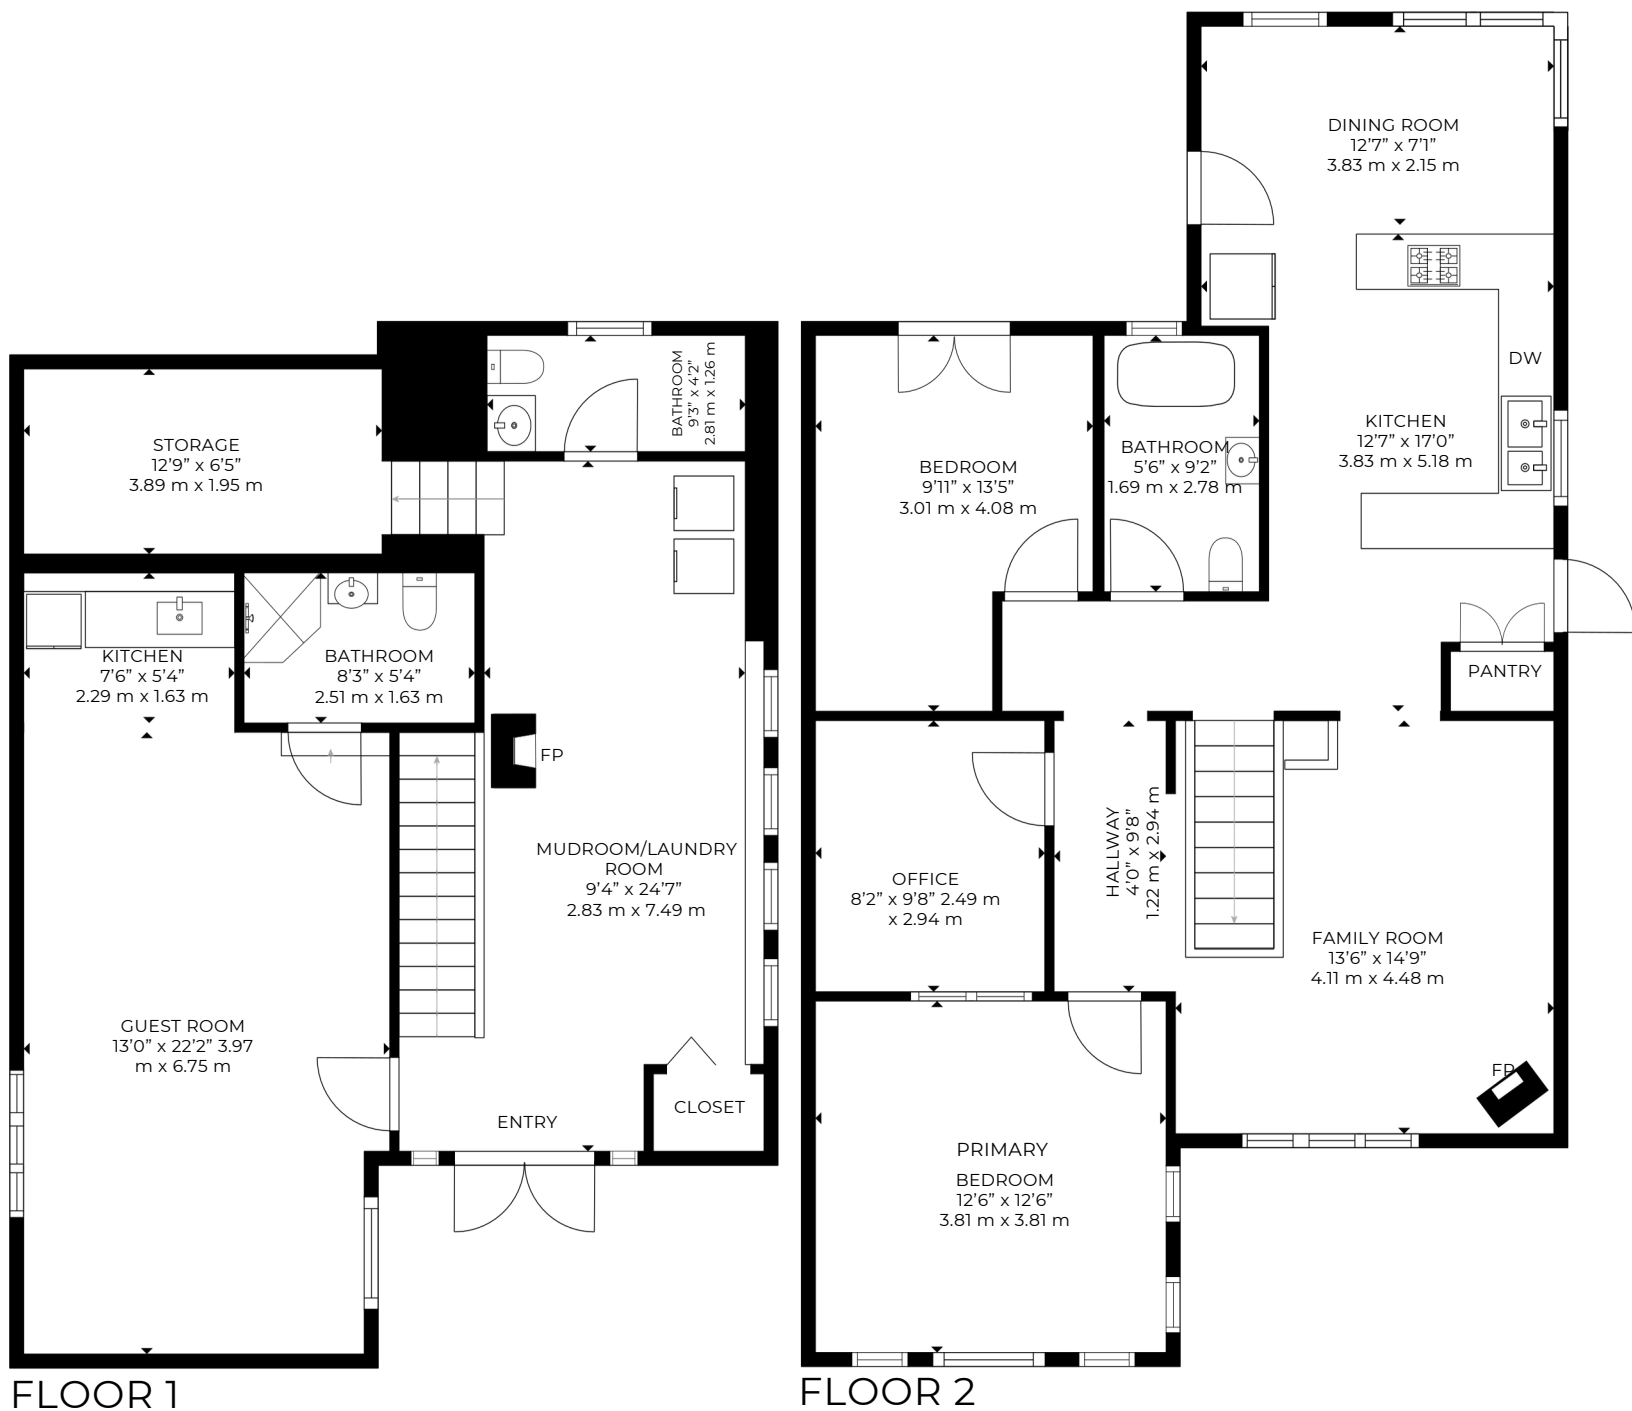 STORAGE
12’9” x 6’5”
3.89 m x 1.95 m
BATHROOM
9’3” x 4’2”
2.81 m x 1.26 m
KITCHEN
7’6” x 5’4”
2.29 m x 1.63 m
BATHROOM
8’3” x 5’4”
2.51 m x 1.63 m
FP
MUDROOM/LAUNDRY
ROOM
9’4” x 24’7”
2.83 m x 7.49 m
GUEST ROOM
13’0” x 22’2” 3.97
m x 6.75 m
ENTRY
CLOSET
FLOOR 1
DINING ROOM
12’7” x 7’1”
3.83 m x 2.15 m
DW
KITCHEN
12’7” x 17’0”
3.83 m x 5.18 m
BEDROOM
9’11” x 13’5”
3.01 m x 4.08 m
BATHROOM
5’6” x 9’2”
1.69 m x 2.78 m
PANTRY
HALLWAY
4’0” x 9’8”
1.22 m x 2.94 m
OFFICE
8’2” x 9’8” 2.49 m
x 2.94 m
FAMILY ROOM
13’6” x 14’9”
4.11 m x 4.48 m
FP
PRIMARY
BEDROOM
12’6” x 12’6”
3.81 m x 3.81 m
FLOOR 2